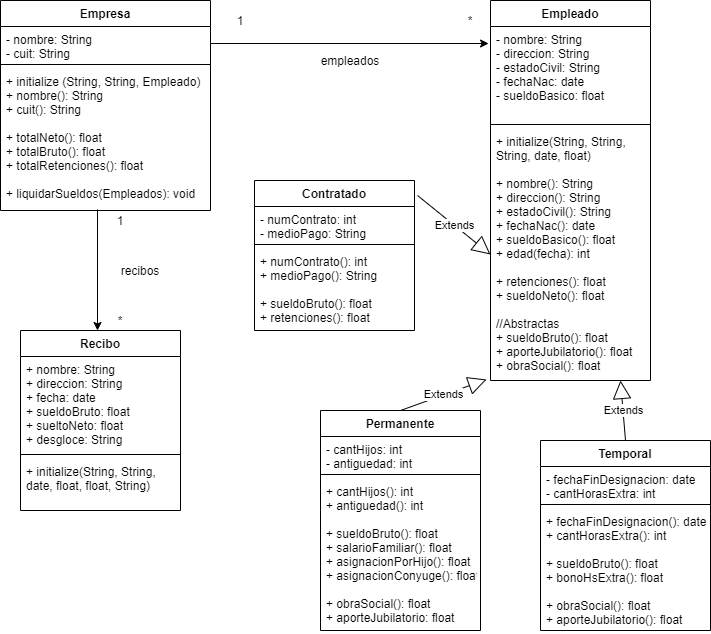 Empresa
- nombre: String
- cuit: String
+ initialize (String, String, Empleado)
+ nombre(): String
+ cuit(): String
+ totalNeto(): float
+ totalBruto(): float
+ totalRetenciones(): float
+ liquidarSueldos(Empleados): void
1
*
empleados
Empleado
- nombre: String
- direccion: String
- estadoCivil: String
- fechaNac: date
- sueldoBasico: float
+ initialize(String, String,
String, date, float)
+ nombre(): String
+ direccion(): String
+ estadoCivil(): String
+ fechaNac(): date
+ sueldoBasico(): float
+ edad(fecha): int
+ retenciones(): float
+ sueldoNeto(): float
//Abstractas
+ sueldoBruto(): float
+ aporteJubilatorio(): float
+ obraSocial(): float
Contratado
- numContrato: int
- medioPago: String
+ numContrato(): int
+ medioPago(): String
+ sueldoBruto(): float
+ retenciones(): float
Extends
1
recibos
*
Recibo
+ nombre: String
+ direccion: String
+ fecha: date
+ sueldoBruto: float
+ sueltoNeto: float
+ desgloce: String
+ initialize(String, String,
date, float, float, String)
Extends
Permanente
- cantHijos: int
- antiguedad: int
+ cantHijos(): int
+ antiguedad(): int
+ sueldoBruto(): float
+ salarioFamiliar(): float
+ asignacionPorHijo(): float
+ asignacionConyuge(): floa
+ obraSocial(): float
+ aporteJubilatorio: float
Extends
Temporal
- fechaFinDesignacion: date
- cantHorasExtra: int
+ fechaFinDesignacion(): date
+ cantHorasExtra(): int
+ sueldoBruto(): float
+ bonoHsExtra(): float
+ obraSocial(): float
+ aporteJubilatorio(): float